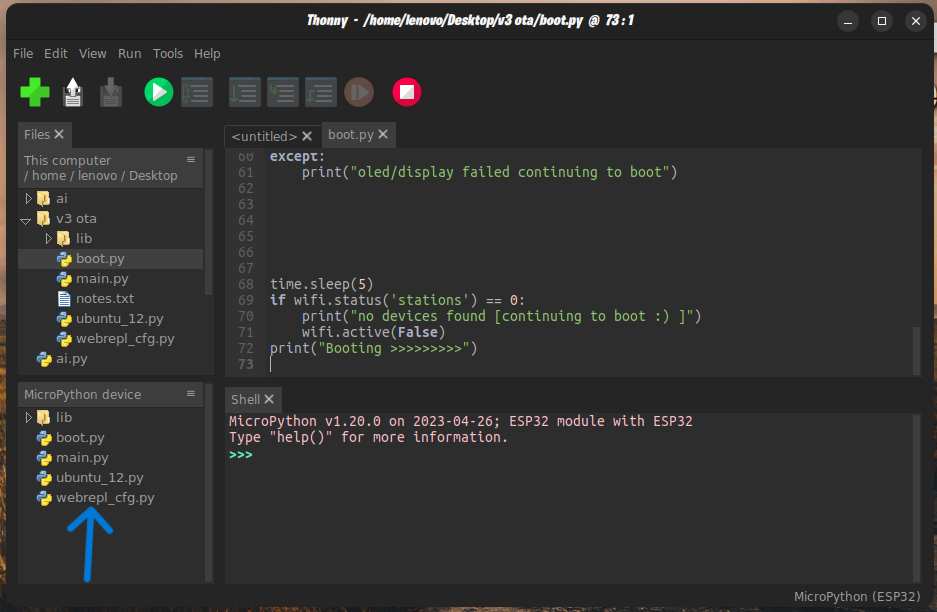 Thonny - /home/lenovo/Desktop/v3 ota/boot.py @ 73:1
File Edit View Run Tools Help
Files
This computer
/ home / lenovo / Desktop
ai
v3 ota
lib
boot.py
main.py
notes.txt
ubuntu_12.py
webrepl_cfg.py
ai.py
MicroPython device
lib
boot.py
main.py
ubuntu_12.py
webrepl_cfg.py
<untitled> boot.py
60 except:
61     print("oled/display failed continuing to boot")
62
63
64
65
66
67
68 time.sleep(5)
69 if wifi.status('stations') == 0:
70     print("no devices found [continuing to boot :) ]")
71     wifi.active(False)
72 print("Booting >>>>>>>>>")
73
Shell
MicroPython v1.20.0 on 2023-04-26; ESP32 module with ESP32
Type "help()" for more information.
>>>
MicroPython (ESP32)